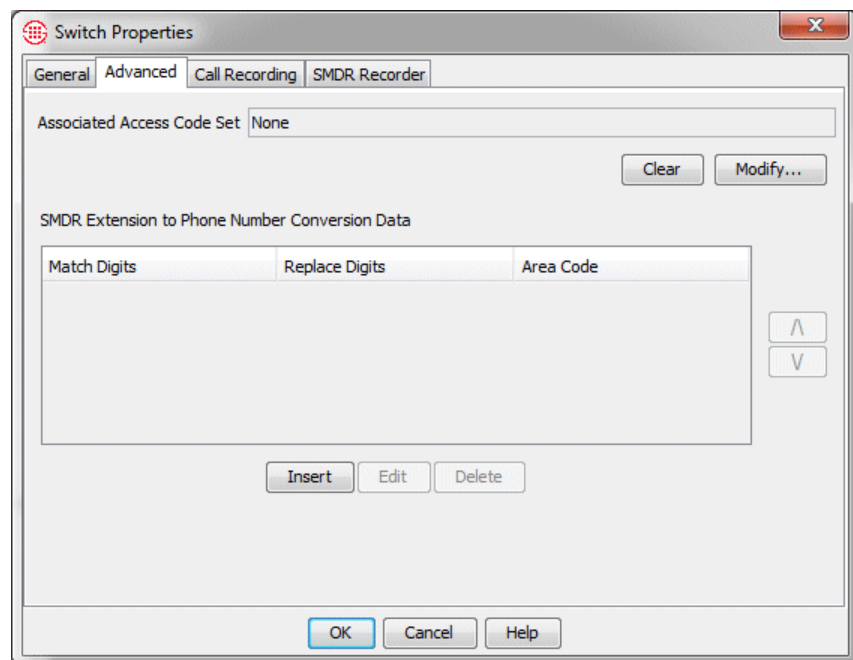 Switch Properties
General Advanced Call Recording SMDR Recorder
Associated Access Code Set None
Clear Modify...
SMDR Extension to Phone Number Conversion Data
Match Digits Replace Digits Area Code
/\
\/
Insert Edit Delete
OK Cancel Help